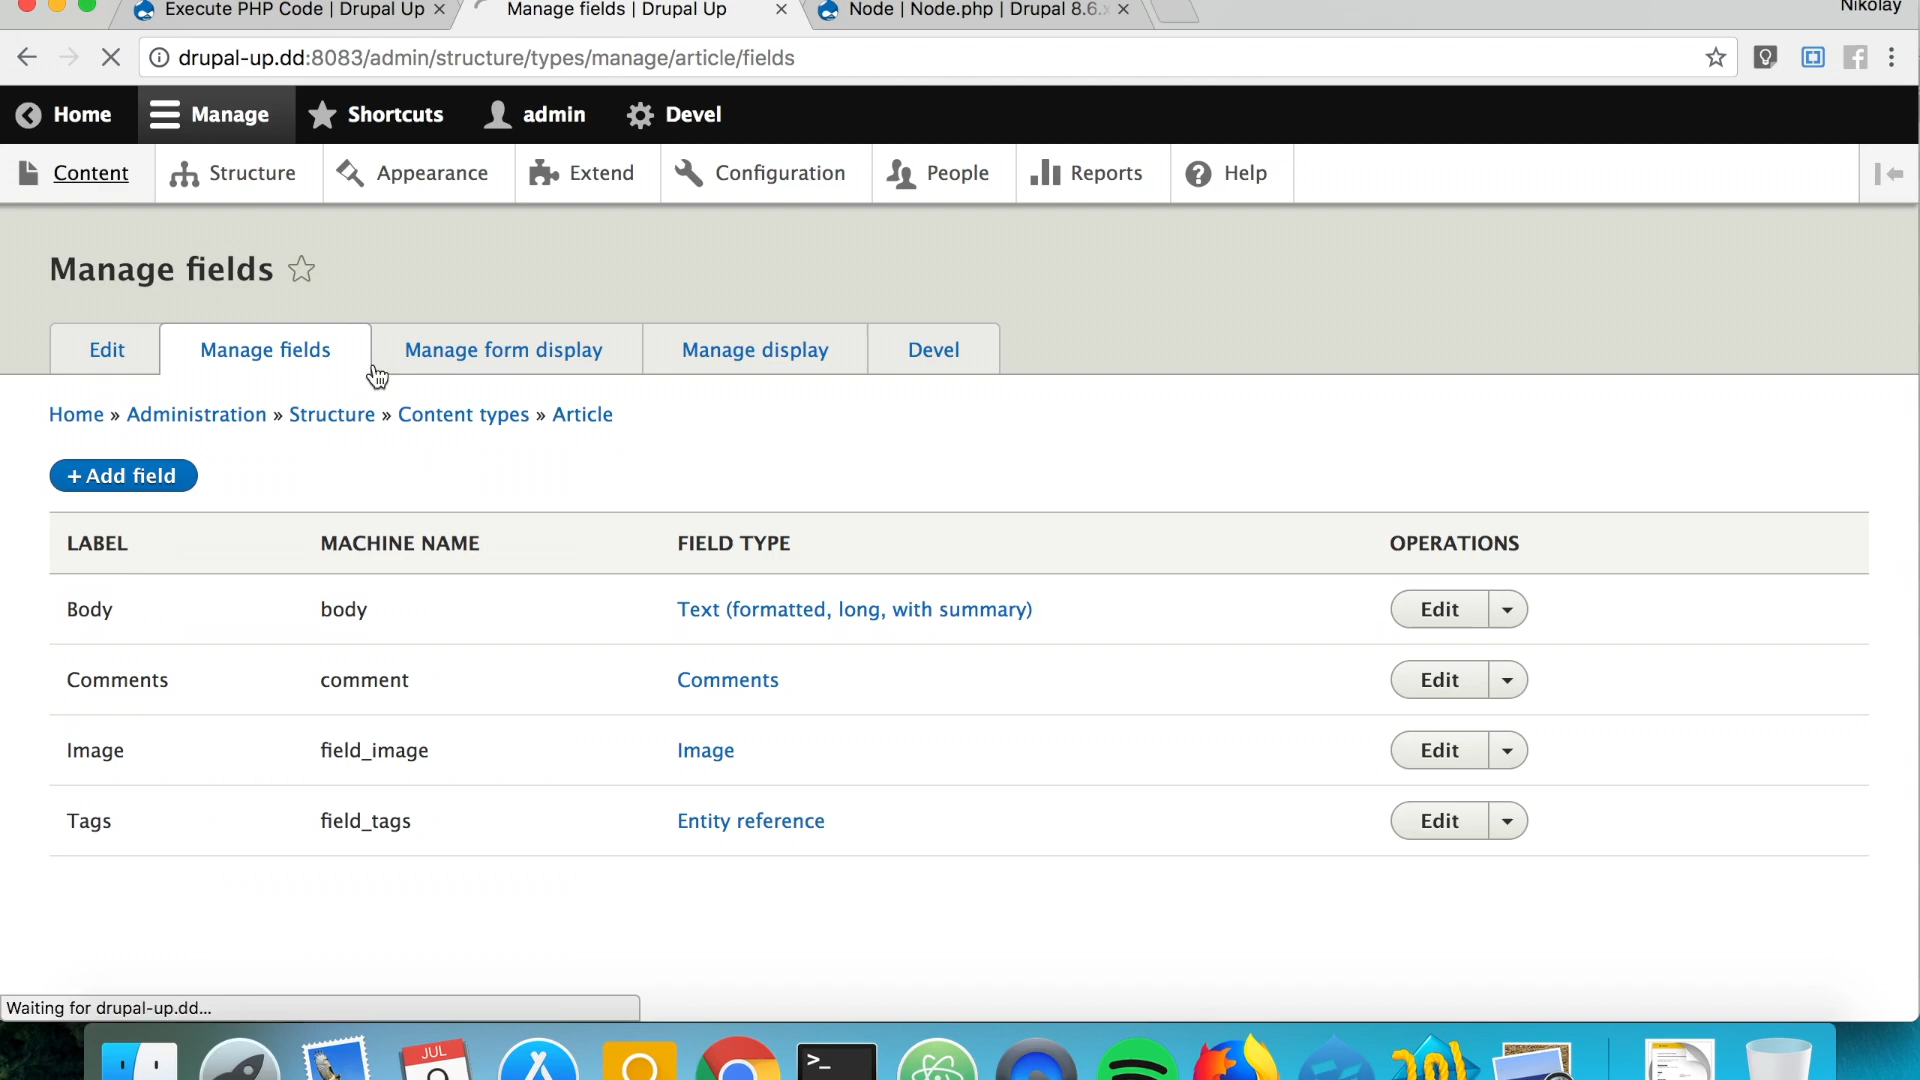 Execute PHP Code | Drupal Up
Manage fields | Drupal Up
Node | Node.php | Drupal 8.6.
Nikolay
drupal-up.dd:8083/admin/structure/types/manage/article/fields
Home
Manage
Shortcuts
admin
Devel
Content
Structure
Appearance
Extend
Configuration
People
Reports
Help
Manage fields
Edit
Manage fields
Manage form display
Manage display
Devel
Home » Administration » Structure » Content types » Article
+ Add field
LABEL MACHINE NAME FIELD TYPE OPERATIONS
Body body Text (formatted, long, with summary) Edit
Comments comment Comments Edit
Image field_image Image Edit
Tags field_tags Entity reference Edit
Waiting for drupal-up.dd...
JUL
>_